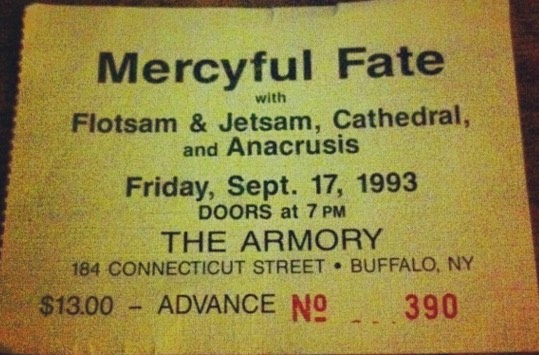 Mercyful Fate
with
Flotsam & Jetsam, Cathedral,
and Anacrusis
Friday, Sept. 17, 1993
DOORS at 7 PM
THE ARMORY
184 CONNECTICUT STREET • BUFFALO, NY
$13.00 – ADVANCE Nº 390